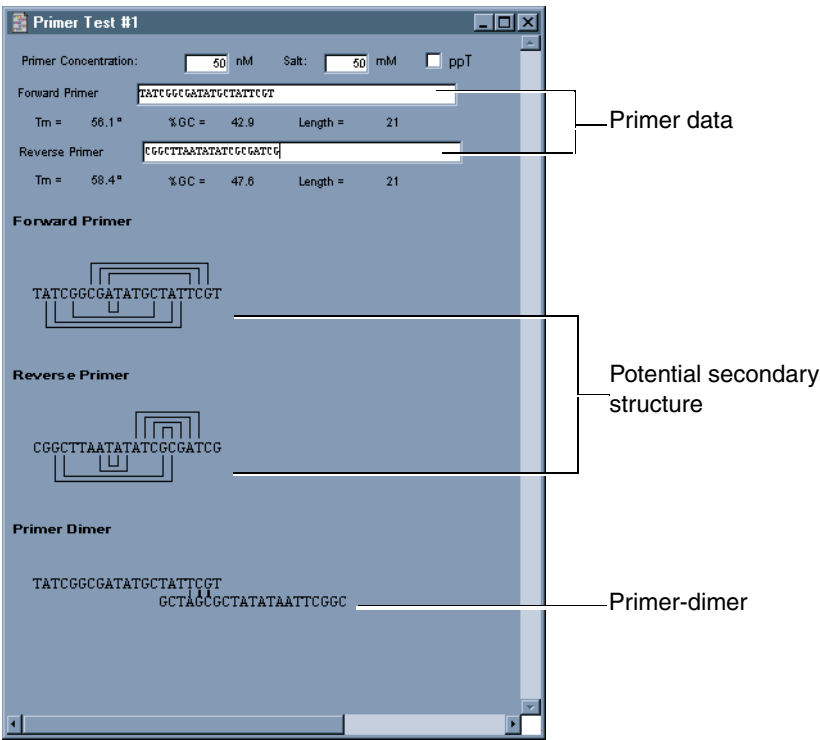 Primer Test #1
Primer Concentration: 50 nM Salt: 50 mM ppT
Forward Primer TATCGGCGATATGCTATTCGT
Primer data
Tm = 56.1° %GC = 42.9 Length = 21
Reverse Primer CGGCTTAATATATCGCGATCG
Tm = 58.4° %GC = 47.6 Length = 21
Forward Primer
TATCGGCGATATGCTATTCGT
Potential secondary
structure
Reverse Primer
CGGCTTAATATATCGCGATCG
Primer Dimer
TATCGGCGATATGCTATTCGT
GCTAGCGCTATATAATTCGGC
Primer-dimer